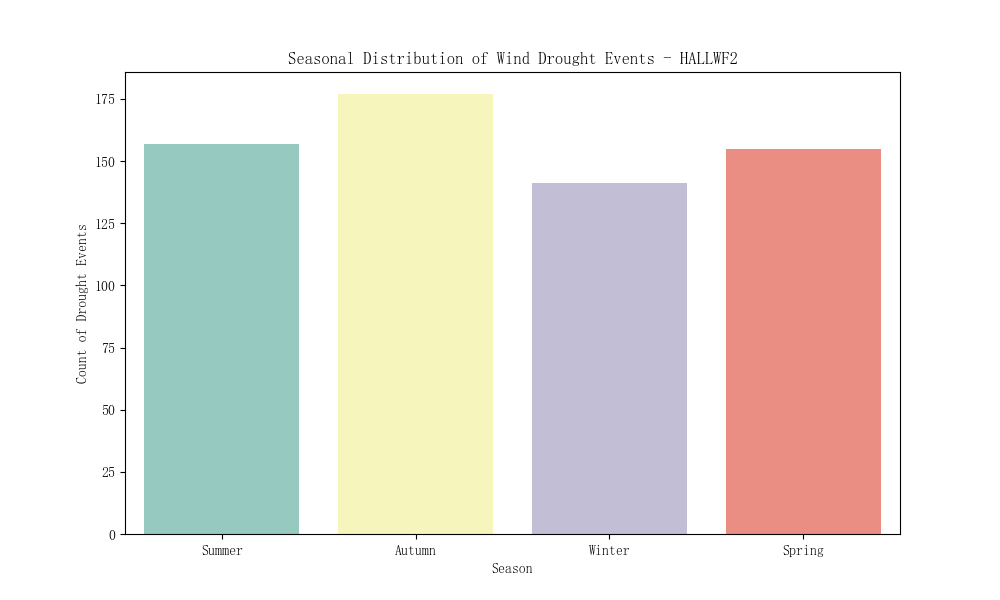 Seasonal Distribution of Wind Drought Events - HALLWF2
Count of Drought Events
175
150
125
100
75
50
25
0
Summer Autumn Winter Spring
Season